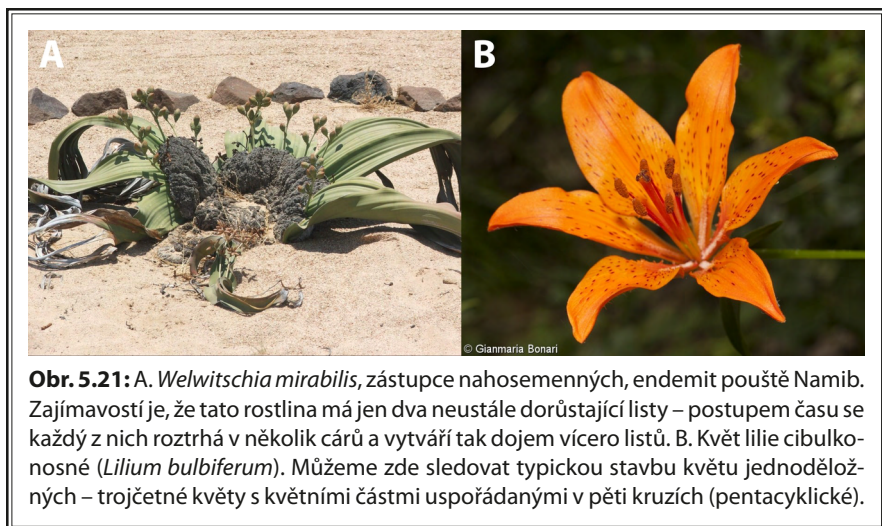 A
B
© Gianmaria Bonari
Obr. 5.21: A. Welwitschia mirabilis, zástupce nahosemenných, endemit pouště Namib.
Zajímavostí je, že tato rostlina má jen dva neustále dorůstající listy – postupem času se
každý z nich roztrhá v několik cárů a vytváří tak dojem vícero listů. B. Květ lilie cibulko-
nosné (Lilium bulbiferum). Můžeme zde sledovat typickou stavbu květu jednoděložných –
ných – trojčetné květy s květními částmi uspořádanými v pěti kruzích (pentacyklické).